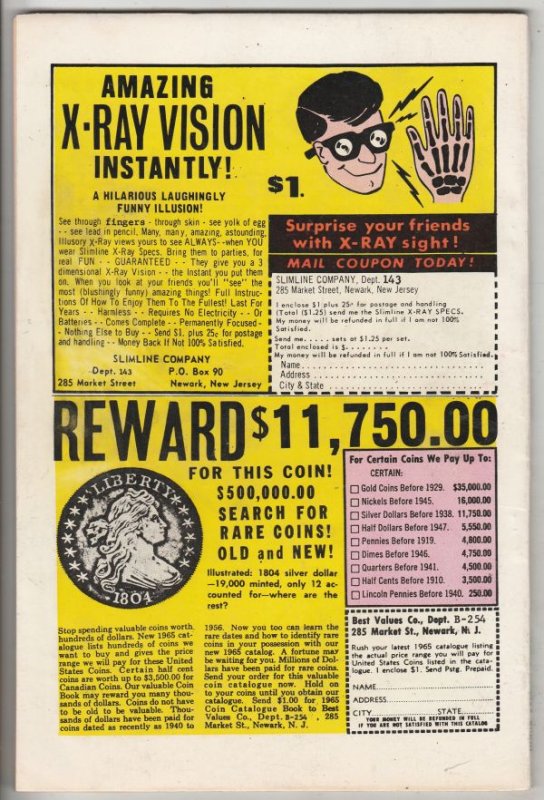 AMAZING
X-RAY VISION
INSTANTLY!
A HILARIOUS LAUGHINGLY
FUNNY ILLUSION!
$1.
See through fingers - through skin - see yolk of egg
-- see lead in pencil. Many, many, amazing, astounding,
Illusory X-Ray views yours to see ALWAYS--when YOU
wear Slimline X-Ray Specs. Bring them to parties, for
real FUN -- GUARANTEED -- They give you a 3
dimensional X-Ray Vision -- the Instant you put them
on. When you look at your friends you'll "see" the
most (blushingly funny) amazing things! Full Instruc-
tions Of How To Enjoy Them To The Fullest! Last For
Years -- Harmless -- Requires No Electricity -- Or
Batteries -- Comes Complete -- Permanently Focused-
- Nothing Else to Buy - Send $1. plus 25¢ for postage
and handling -- Money Back If Not 100% Satisfied.
SLIMLINE COMPANY
Dept. 143 P.O. Box 90
285 Market Street Newark, New Jersey
Surprise your friends
with X-RAY sight!
MAIL COUPON TODAY!
SLIMLINE COMPANY, Dept. 143
285 Market Street, Newark, New Jersey
I enclose $1 plus 25¢ for postage and handling
(Total ($1.25) send me the Slimline X-RAY SPECS.
My money will be refunded in full if I am not 100%
Satisfied.
Send me.... sets at $1.25 per set.
Total enclosed is $......
My money will be refunded in full if I am not 100% Satisfied
Name
Address
City & State
REWARD $11,750.00
FOR THIS COIN!
$500,000.00
SEARCH FOR
RARE COINS!
OLD and NEW!
Illustrated: 1804 silver dollar
—19,000 minted, only 12 ac-
counted for—where are the
rest?
LIBERTY
1804
Stop spending valuable coins worth
hundreds of dollars. New 1965 cat-
alogue lists hundreds of coins we
want to buy and gives the price
range we will pay for these United
States Coins. Certain half cent
coins are worth up to $3,500.00 for
Canadian Coins. Our valuable Coin
Book may reward you many thou-
sands of dollars. Coins do not have
to be old to be valuable. Thou-
sands of dollars have been paid for
coins dated as recently as 1940 to
1956. Now you too can learn the
rare dates and how to identify rare
coins in your possession with our
new 1965 catalogue. A fortune may
be waiting for you. Millions of Dol-
lars have been paid for rare coins.
Send your order for this valuable
coin catalogue now. Hold on
to your coins until you obtain our
catalogue. Send $1.00 for 1965
Coin Catalogue Book to Best
Values Co., Dept. B-254 , 285
Market St., Newark, N. J.
For Certain Coins We Pay Up To:
CERTAIN:
Gold Coins Before 1929. $35,000.00
Nickels Before 1945. 16,000.00
Silver Dollars Before 1938. 11,750.00
Half Dollars Before 1947. 5,550.00
Pennies Before 1919. 4,800.00
Dimes Before 1946. 4,750.00
Quarters Before 1941. 4,500.00
Half Cents Before 1910. 3,500.00
Lincoln Pennies Before 1940. 250.00
Best Values Co., Dopt. B-254
285 Market St., Newark, N. J.
Rush your latest 1965 catalogue listing
the actual price range you will pay for
United States Coins listed in the cata-
logue. I enclose $1. Send Pstg. Prepaid.
NAME
ADDRESS
CITY STATE
YOUR MONEY WILL BE REFUNDED IN FULL
IF YOU ARE NOT SATISFIED WITH THIS CATALOG